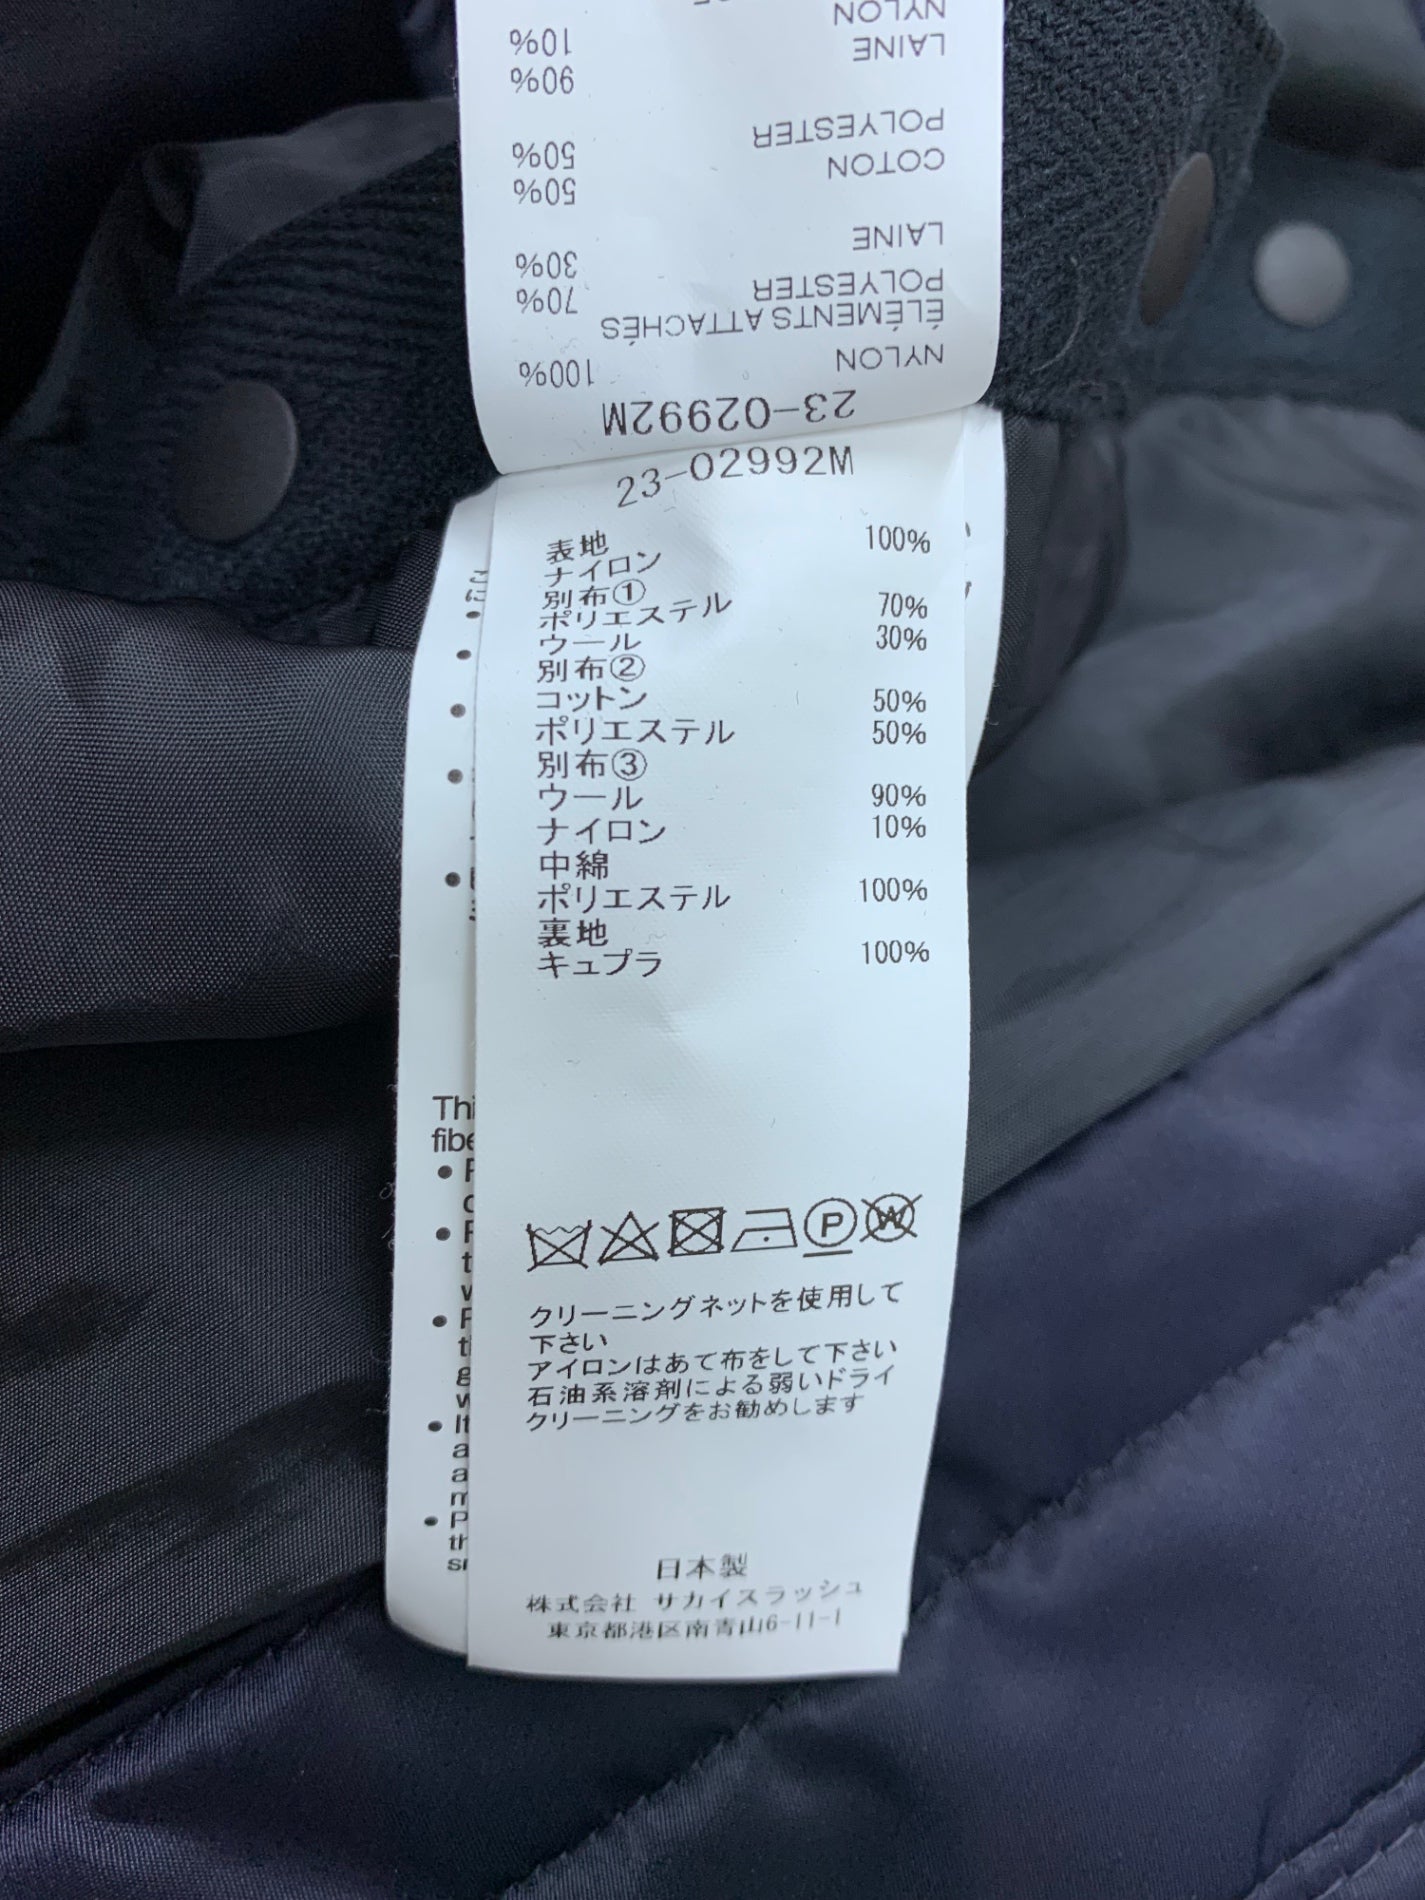 NYLON
LAINE 10%
90%
POLYESTER
COTON 50%
50%
LAINE
POLYESTER 30%
ÉLÉMENTS ATTACHÉS 70%
NYLON 100%
23-02992M
23-02992M
表地 100%
ナイロン
別布①
ポリエステル 70%
ウール 30%
別布②
コットン 50%
ポリエステル 50%
別布③
ウール 90%
ナイロン 10%
中綿
ポリエステル 100%
裏地
キュプラ 100%
P W
クリーニングネットを使用して
下さい
アイロンはあて布をして下さい
石油系溶剤による弱いドライ
クリーニングをお勧めします
日本製
株式会社 サカイスラッシュ
東京都港区南青山6-11-1